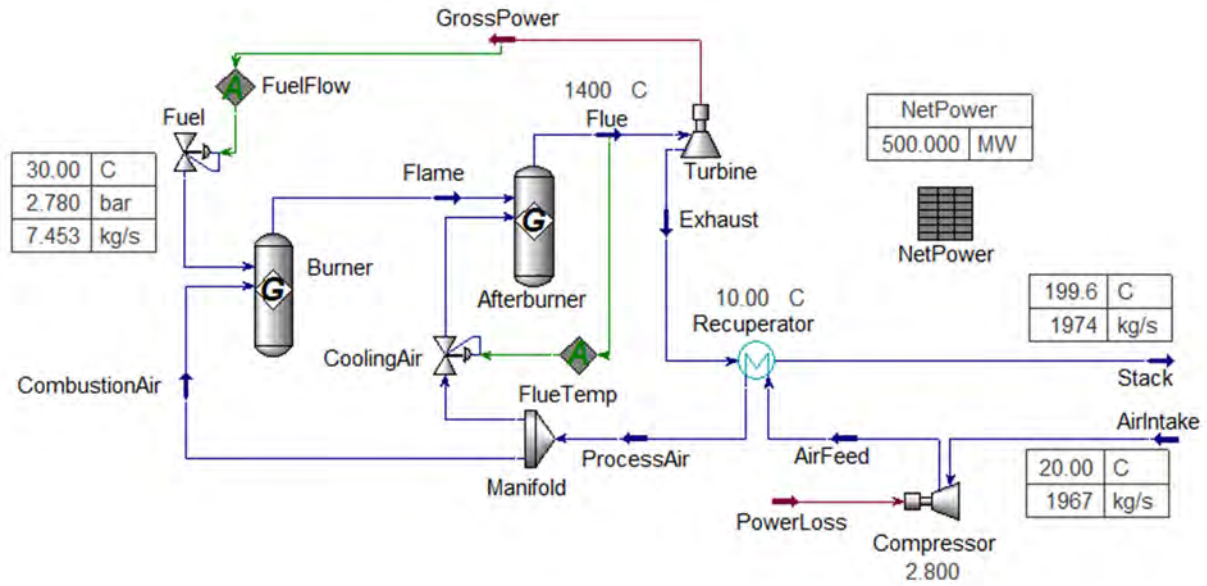 GrossPower
A
FuelFlow
1400 C
Flue
Fuel
NetPower
500.000 MW
30.00 C
2.780 bar
7.453 kg/s
Flame
Turbine
G
Burner
G
Afterburner
Exhaust
NetPower
10.00 C
Recuperator
M
199.6 C
1974 kg/s
Stack
CoolingAir
A
FlueTemp
CombustionAir
Manifold
ProcessAir
AirFeed
AirIntake
20.00 C
1967 kg/s
PowerLoss
Compressor
2.800